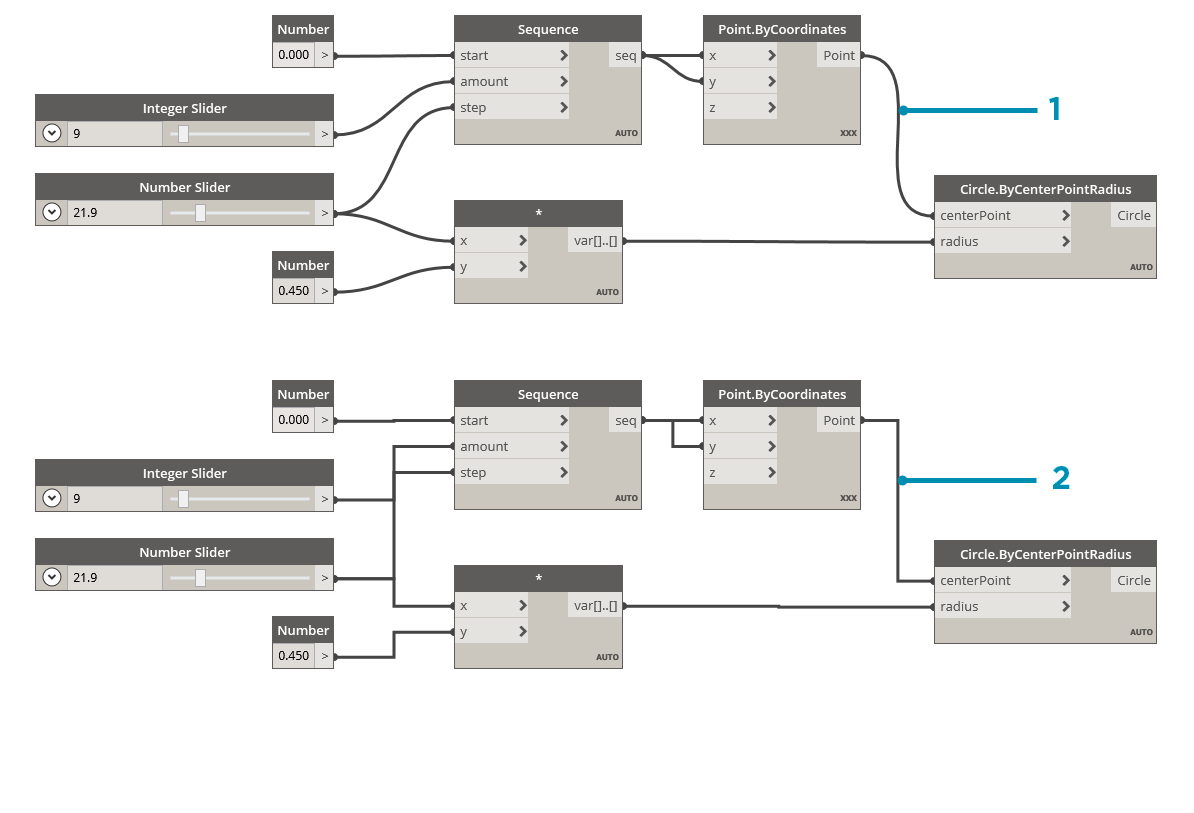 Number
0.000 >
Sequence
start > seq
amount >
step >
AUTO
Point.ByCoordinates
x > Point
y >
z >
XXX
1
Integer Slider
9 >
Number Slider
21.9 >
Number
0.450 >
*
x > var[]..[]
y >
AUTO
Circle.ByCenterPointRadius
centerPoint > Circle
radius >
AUTO
Number
0.000 >
Sequence
start > seq
amount >
step >
AUTO
Point.ByCoordinates
x > Point
y >
z >
XXX
2
Integer Slider
9 >
Number Slider
21.9 >
Number
0.450 >
*
x > var[]..[]
y >
AUTO
Circle.ByCenterPointRadius
centerPoint > Circle
radius >
AUTO